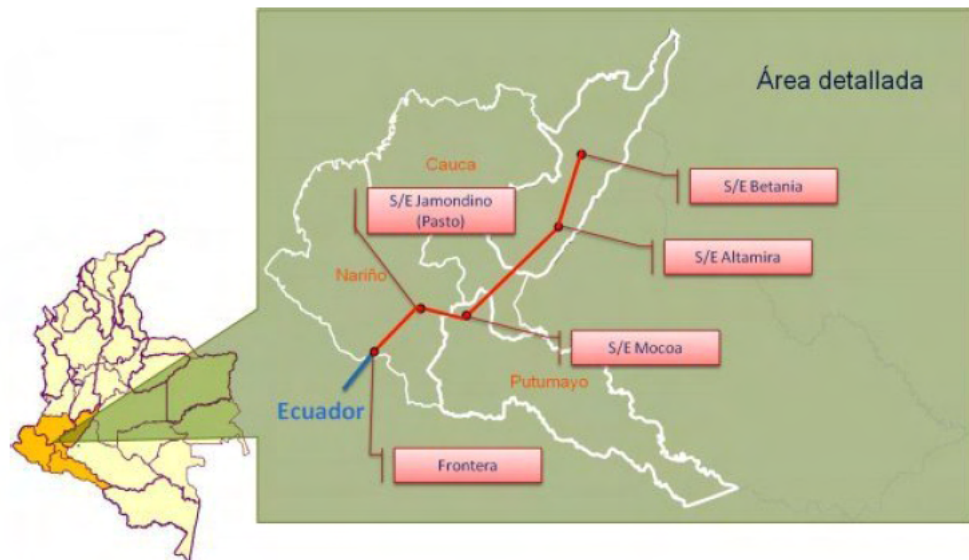 Área detallada
Cauca
S/E Jamondino
(Pasto)
S/E Betania
S/E Altamira
Nariño
S/E Mocoa
Putumayo
Ecuador
Frontera